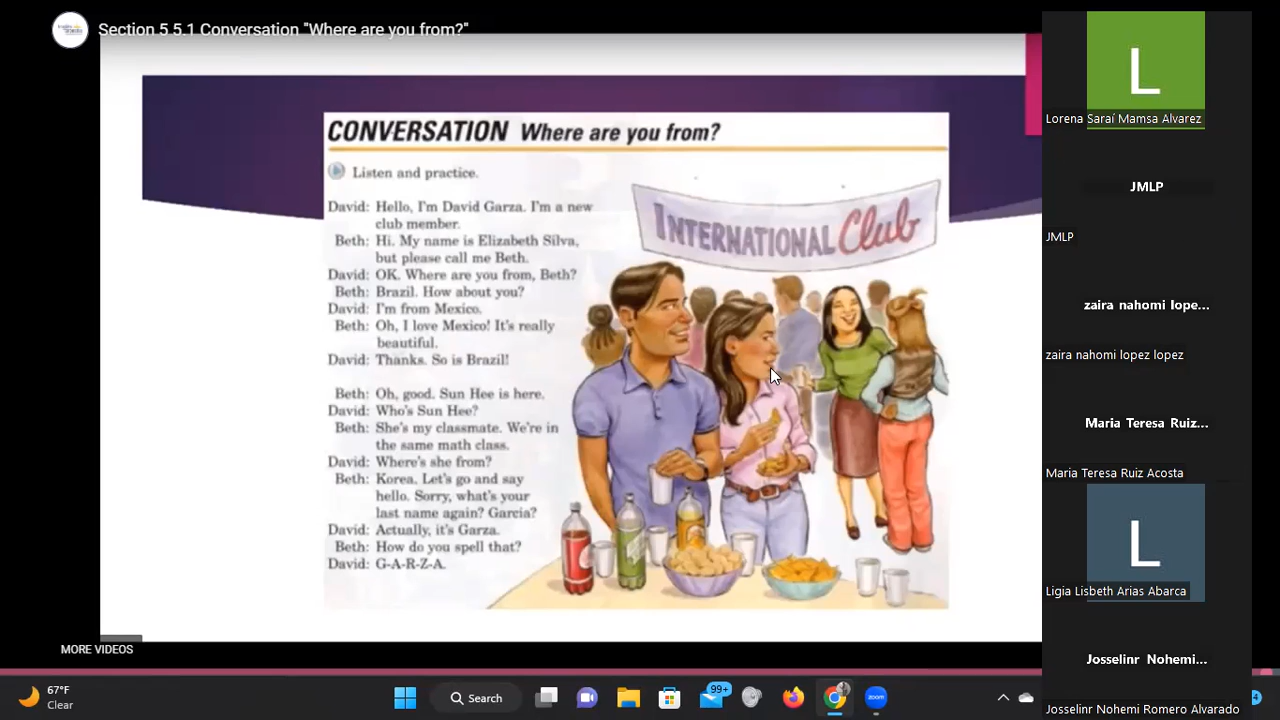 Section 5 5.1 Conversation "Where are you from?"
CONVERSATION Where are you from?
Listen and practice.
David: Hello, I'm David Garza. I'm a new
club member.
Beth: Hi. My name is Elizabeth Silva,
but please call me Beth.
David: OK. Where are you from, Beth?
Beth: Brazil. How about you?
David: I'm from Mexico.
Beth: Oh, I love Mexico! It's really
beautiful.
David: Thanks. So is Brazil!
Beth: Oh, good. Sun Hee is here.
David: Who's Sun Hee?
Beth: She's my classmate. We're in
the same math class.
David: Where's she from?
Beth: Korea. Let's go and say
hello. Sorry, what's your
last name again? Garcia?
David: Actually, it's Garza.
Beth: How do you spell that?
David: G-A-R-Z-A.
INTERNATIONAL Club
MORE VIDEOS
L
Lorena Saraí Mamsa Alvarez
JMLP
JMLP
zaira nahomi lope...
zaira nahomi lopez lopez
Maria Teresa Ruiz...
Maria Teresa Ruiz Acosta
L
Ligia Lisbeth Arias Abarca
Josselinr Nohemi...
Josselinr Nohemi Romero Alvarado
67°F
Clear
Search
99+
zoom
4